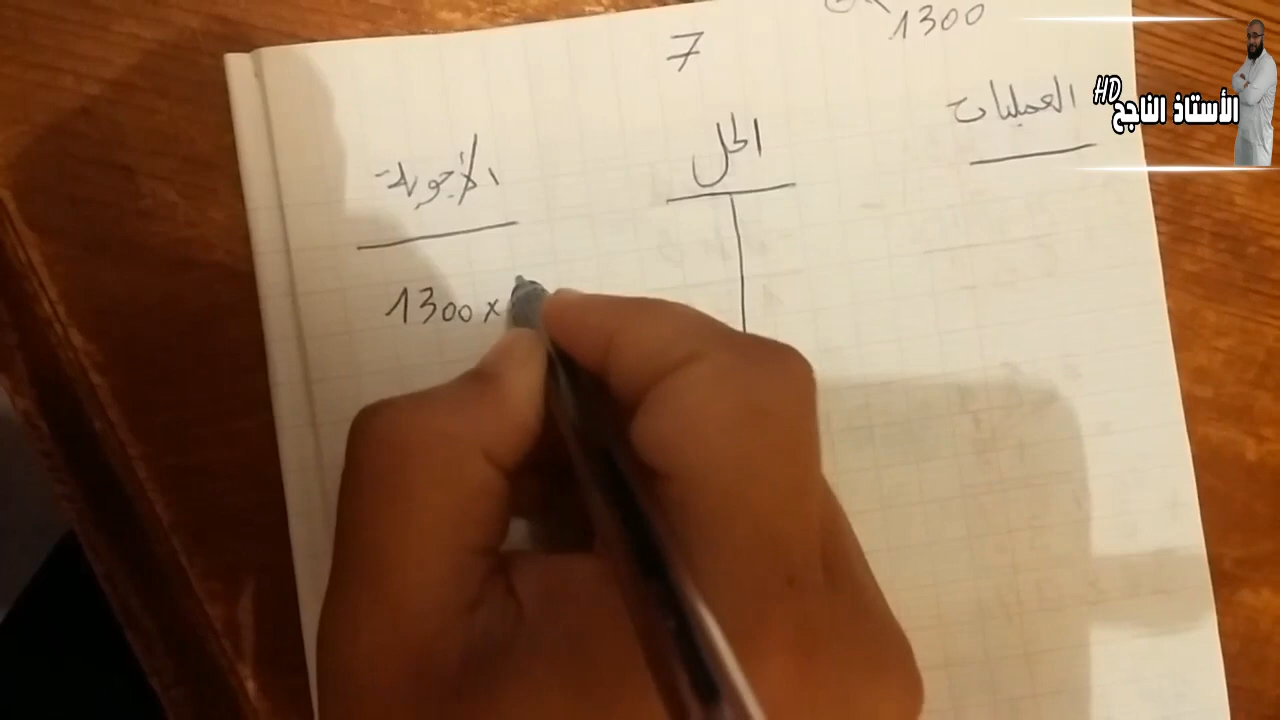 1300
7
HD
الأستاذ الناجح
العمليات
الحل
الأجوبة
1300 ×